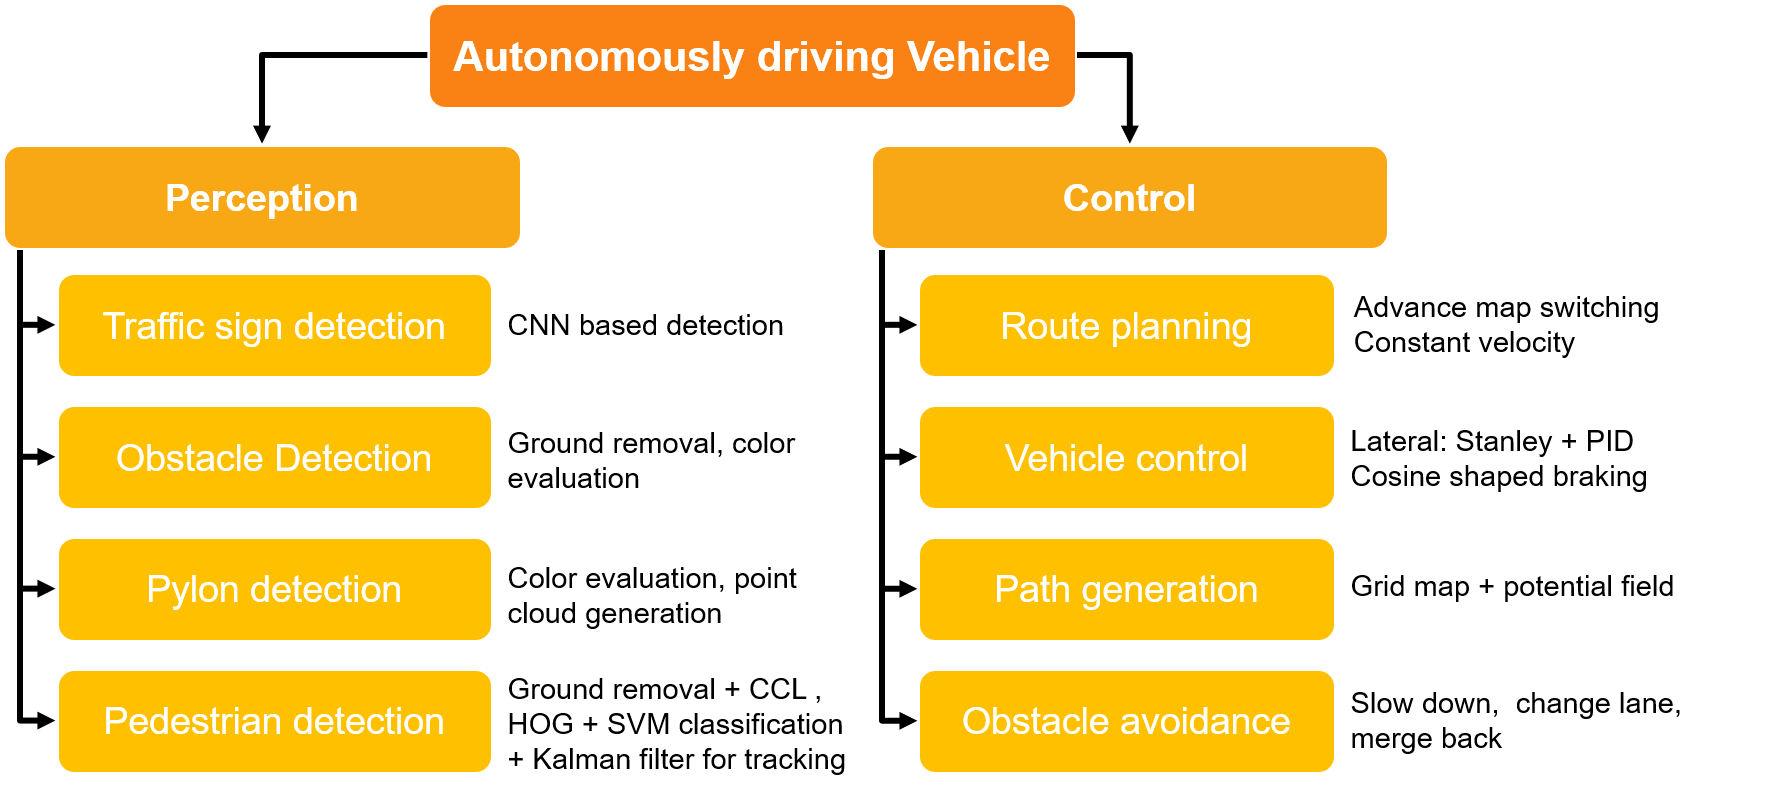 Autonomously driving Vehicle
Perception
Traffic sign detection
CNN based detection
Obstacle Detection
Ground removal, color
evaluation
Pylon detection
Color evaluation, point
cloud generation
Pedestrian detection
Ground removal + CCL ,
HOG + SVM classification
+ Kalman filter for tracking
Control
Route planning
Advance map switching
Constant velocity
Vehicle control
Lateral: Stanley + PID
Cosine shaped braking
Path generation
Grid map + potential field
Obstacle avoidance
Slow down,  change lane,
merge back